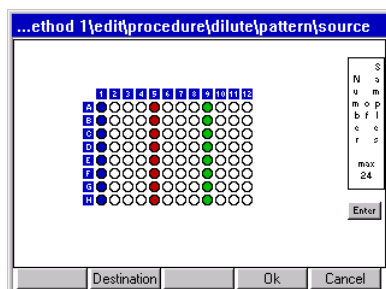 ...ethod 1\edit\procedure\dilute\pattern\source
1 2 3 4 5 6 7 8 9 10 11 12
A
B
C
D
E
F
G
H
Number
of
Samples
max
24
Enter
Destination Ok Cancel